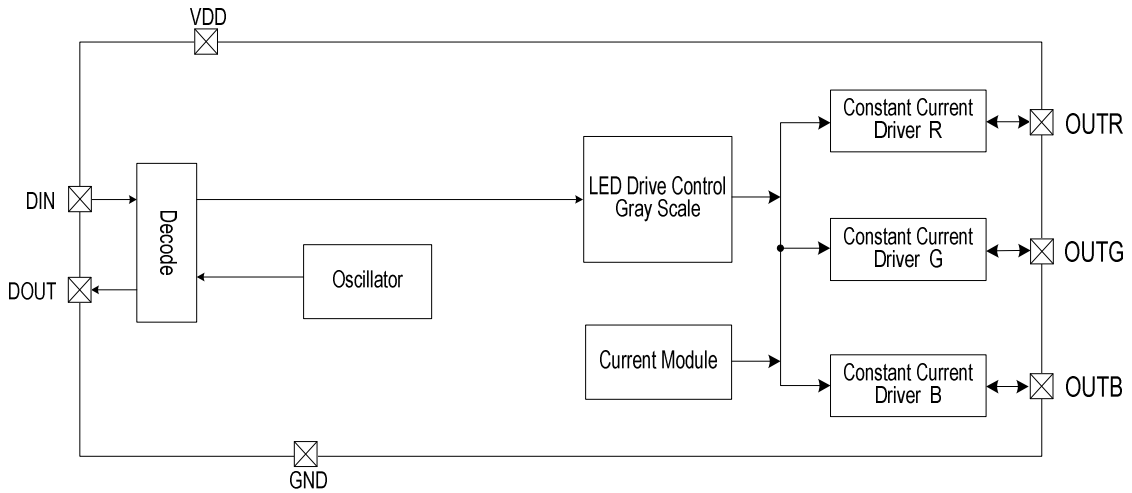 VDD
Constant Current
Driver R
OUTR
DIN
Decode
LED Drive Control
Gray Scale
Constant Current
Driver G
OUTG
DOUT
Oscillator
Current Module
Constant Current
Driver B
OUTB
GND